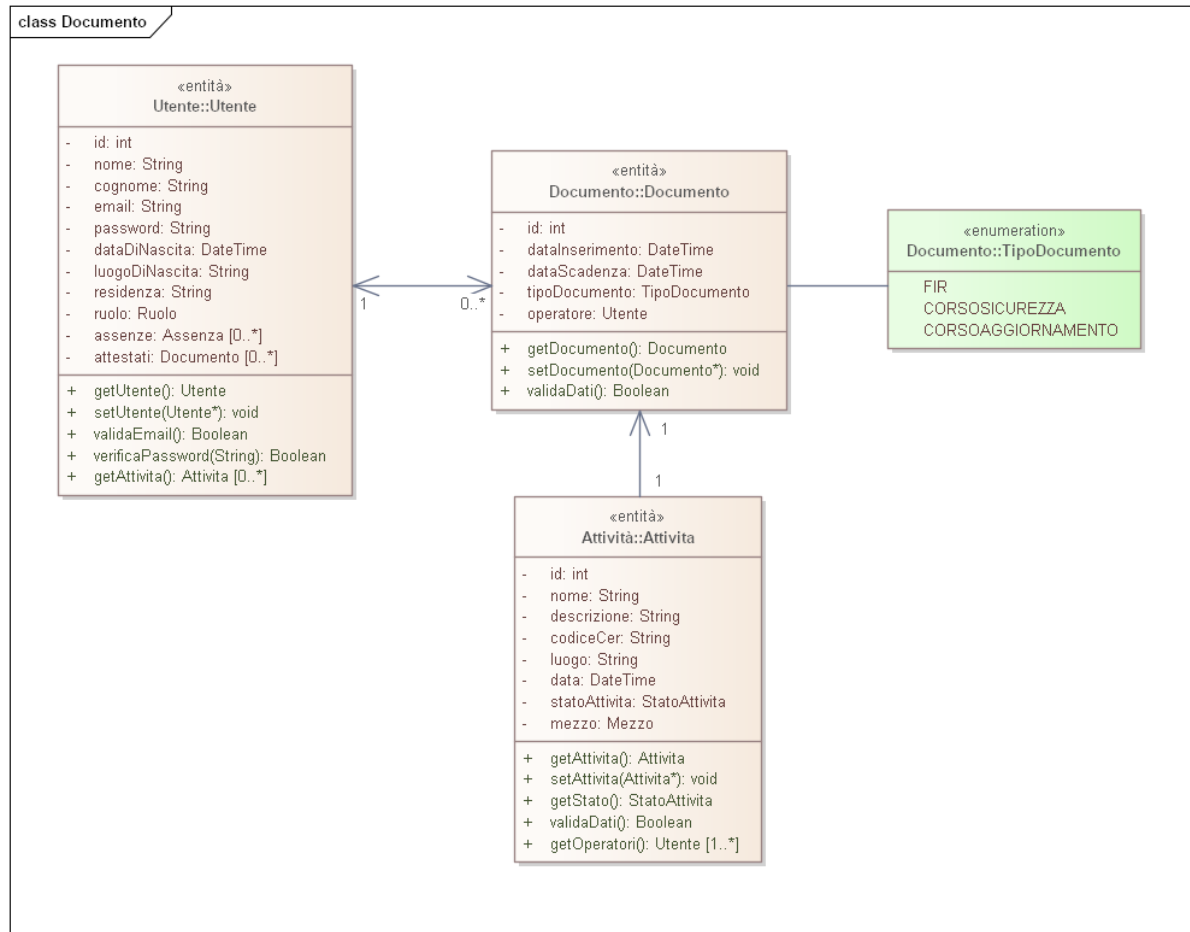 class Documento
«entità»
Utente::Utente
- id: int
- nome: String
- cognome: String
- email: String
- password: String
- dataDiNascita: DateTime
- luogoDiNascita: String
- residenza: String
- ruolo: Ruolo
- assenze: Assenza [0..*]
- attestati: Documento [0..*]
+ getUtente(): Utente
+ setUtente(Utente*): void
+ validaEmail(): Boolean
+ verificaPassword(String): Boolean
+ getAttivita(): Attivita [0..*]
1
0..*
«entità»
Documento::Documento
- id: int
- dataInserimento: DateTime
- dataScadenza: DateTime
- tipoDocumento: TipoDocumento
- operatore: Utente
+ getDocumento(): Documento
+ setDocumento(Documento*): void
+ validaDati(): Boolean
«enumeration»
Documento::TipoDocumento
FIR
CORSOSICUREZZA
CORSOAGGIORNAMENTO
1
1
«entità»
Attività::Attivita
- id: int
- nome: String
- descrizione: String
- codiceCer: String
- luogo: String
- data: DateTime
- statoAttivita: StatoAttivita
- mezzo: Mezzo
+ getAttivita(): Attivita
+ setAttivita(Attivita*): void
+ getStato(): StatoAttivita
+ validaDati(): Boolean
+ getOperatori(): Utente [1..*]